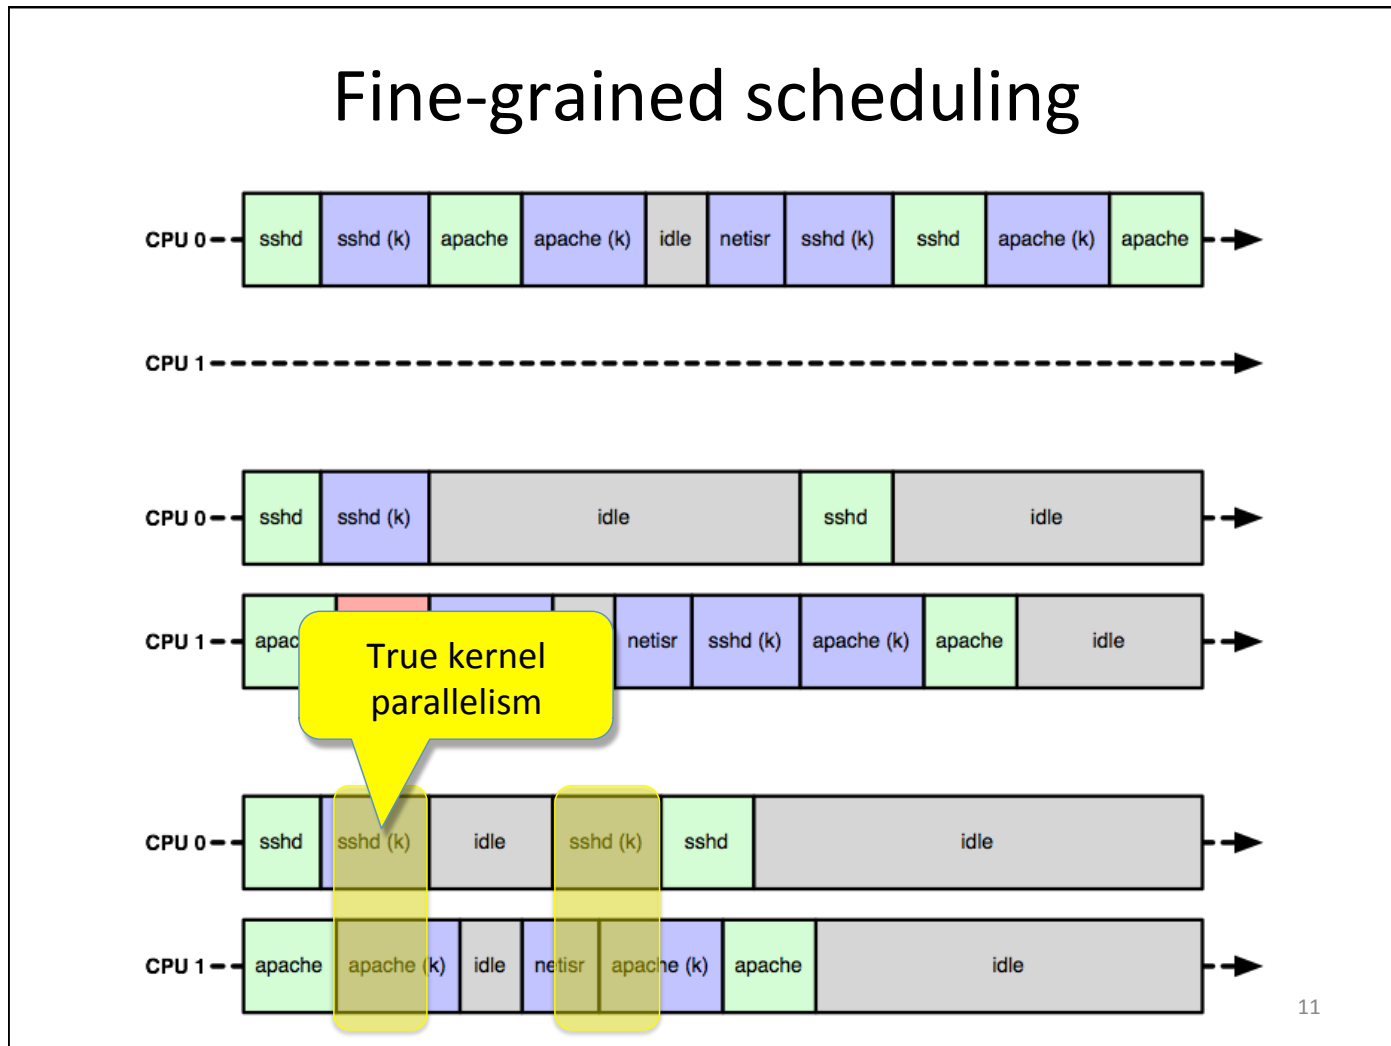 Fine-grained scheduling
CPU 0 sshd sshd (k) apache apache (k) idle netisr sshd (k) sshd apache (k) apache
CPU 1
CPU 0 sshd sshd (k) idle sshd idle
CPU 1 apac netisr sshd (k) apache (k) apache idle
True kernel
parallelism
CPU 0 sshd sshd (k) idle sshd (k) sshd idle
CPU 1 apache apache (k) idle netisr apache (k) apache idle
11